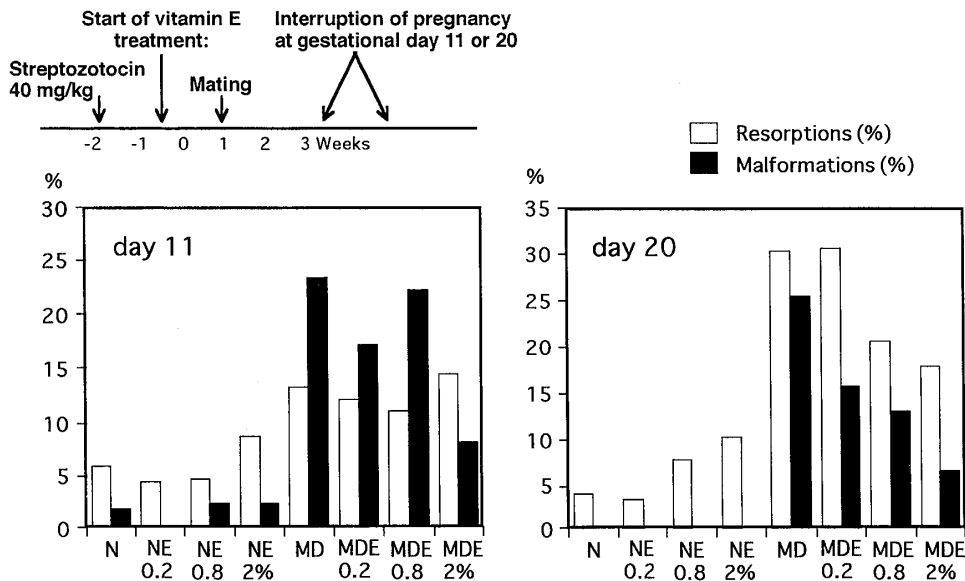 Start of vitamin E
treatment:
Interruption of pregnancy
at gestational day 11 or 20
Streptozotocin
40 mg/kg
Mating
-2 -1 0 1 2 3 Weeks
Resorptions (%)
Malformations (%)
%
30
25
20
15
10
5
0
day 11
N NE NE NE MD MDE MDE MDE
0.2 0.8 2% 0.2 0.8 2%
%
35
30
25
20
15
10
5
0
day 20
N NE NE NE MD MDE MDE MDE
0.2 0.8 2% 0.2 0.8 2%